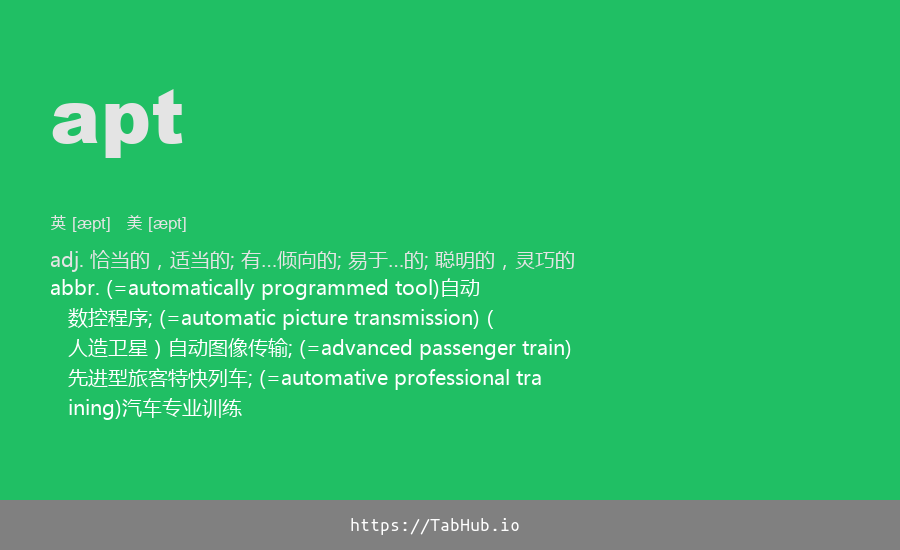 apt
英 [æpt] 美 [æpt]
adj. 恰当的，适当的; 有...倾向的; 易于...的; 聪明的，灵巧的
abbr. (=automatically programmed tool)自动
数控程序; (=automatic picture transmission)（
人造卫星）自动图像传输; (=advanced passenger train)
先进型旅客特快列车; (=automative professional tra
ining)汽车专业训练
https://TabHub.io